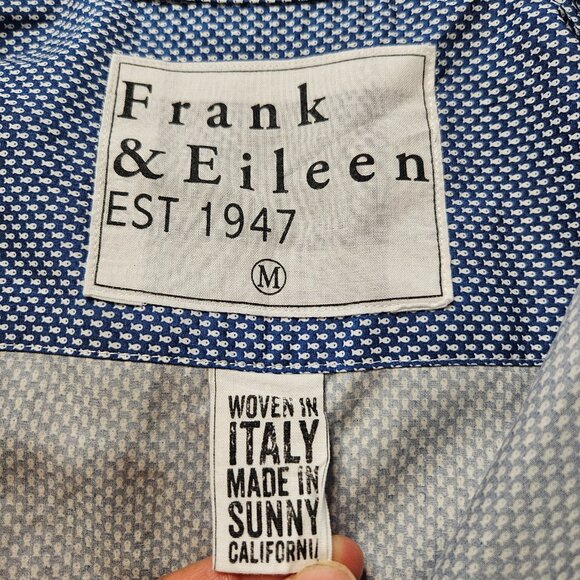 Frank
& Eileen
EST 1947
M
WOVEN IN
ITALY
MADE IN
SUNNY
CALIFORNIA